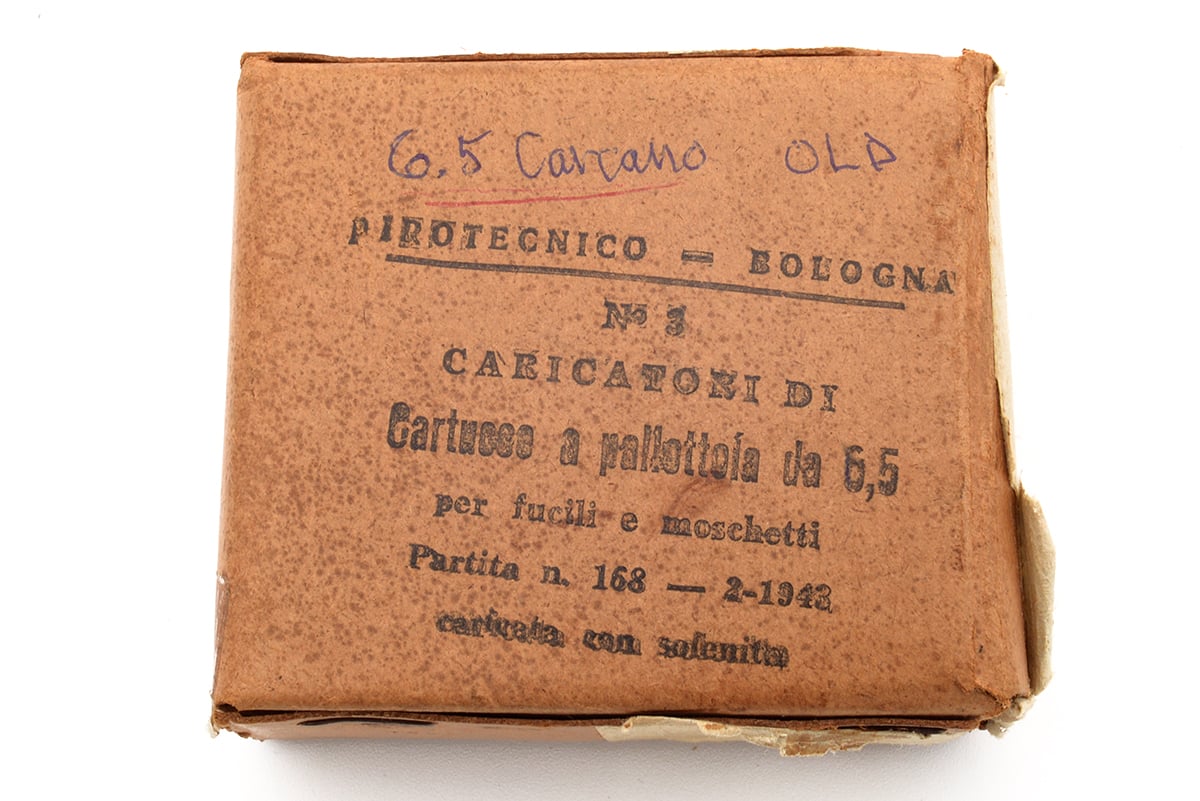 6.5 Carcano OLD
PIROTECNICO — BOLOGNA
No 3
CARICATORI DI
Cartucce a pallottola da 6,5
per fucili e moschetti
Partita n. 168 — 2-1943
caricata con solenite